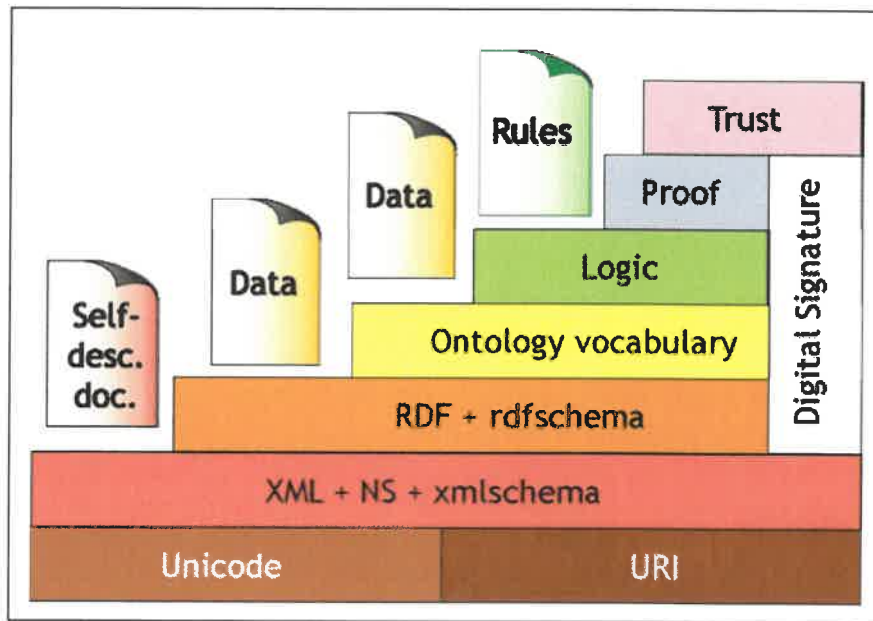 Rules
Trust
Data
Proof
Data
Logic
Self-
desc.
doc.
Ontology vocabulary
Digital Signature
RDF + rdfschema
XML + NS + xmlschema
Unicode
URI